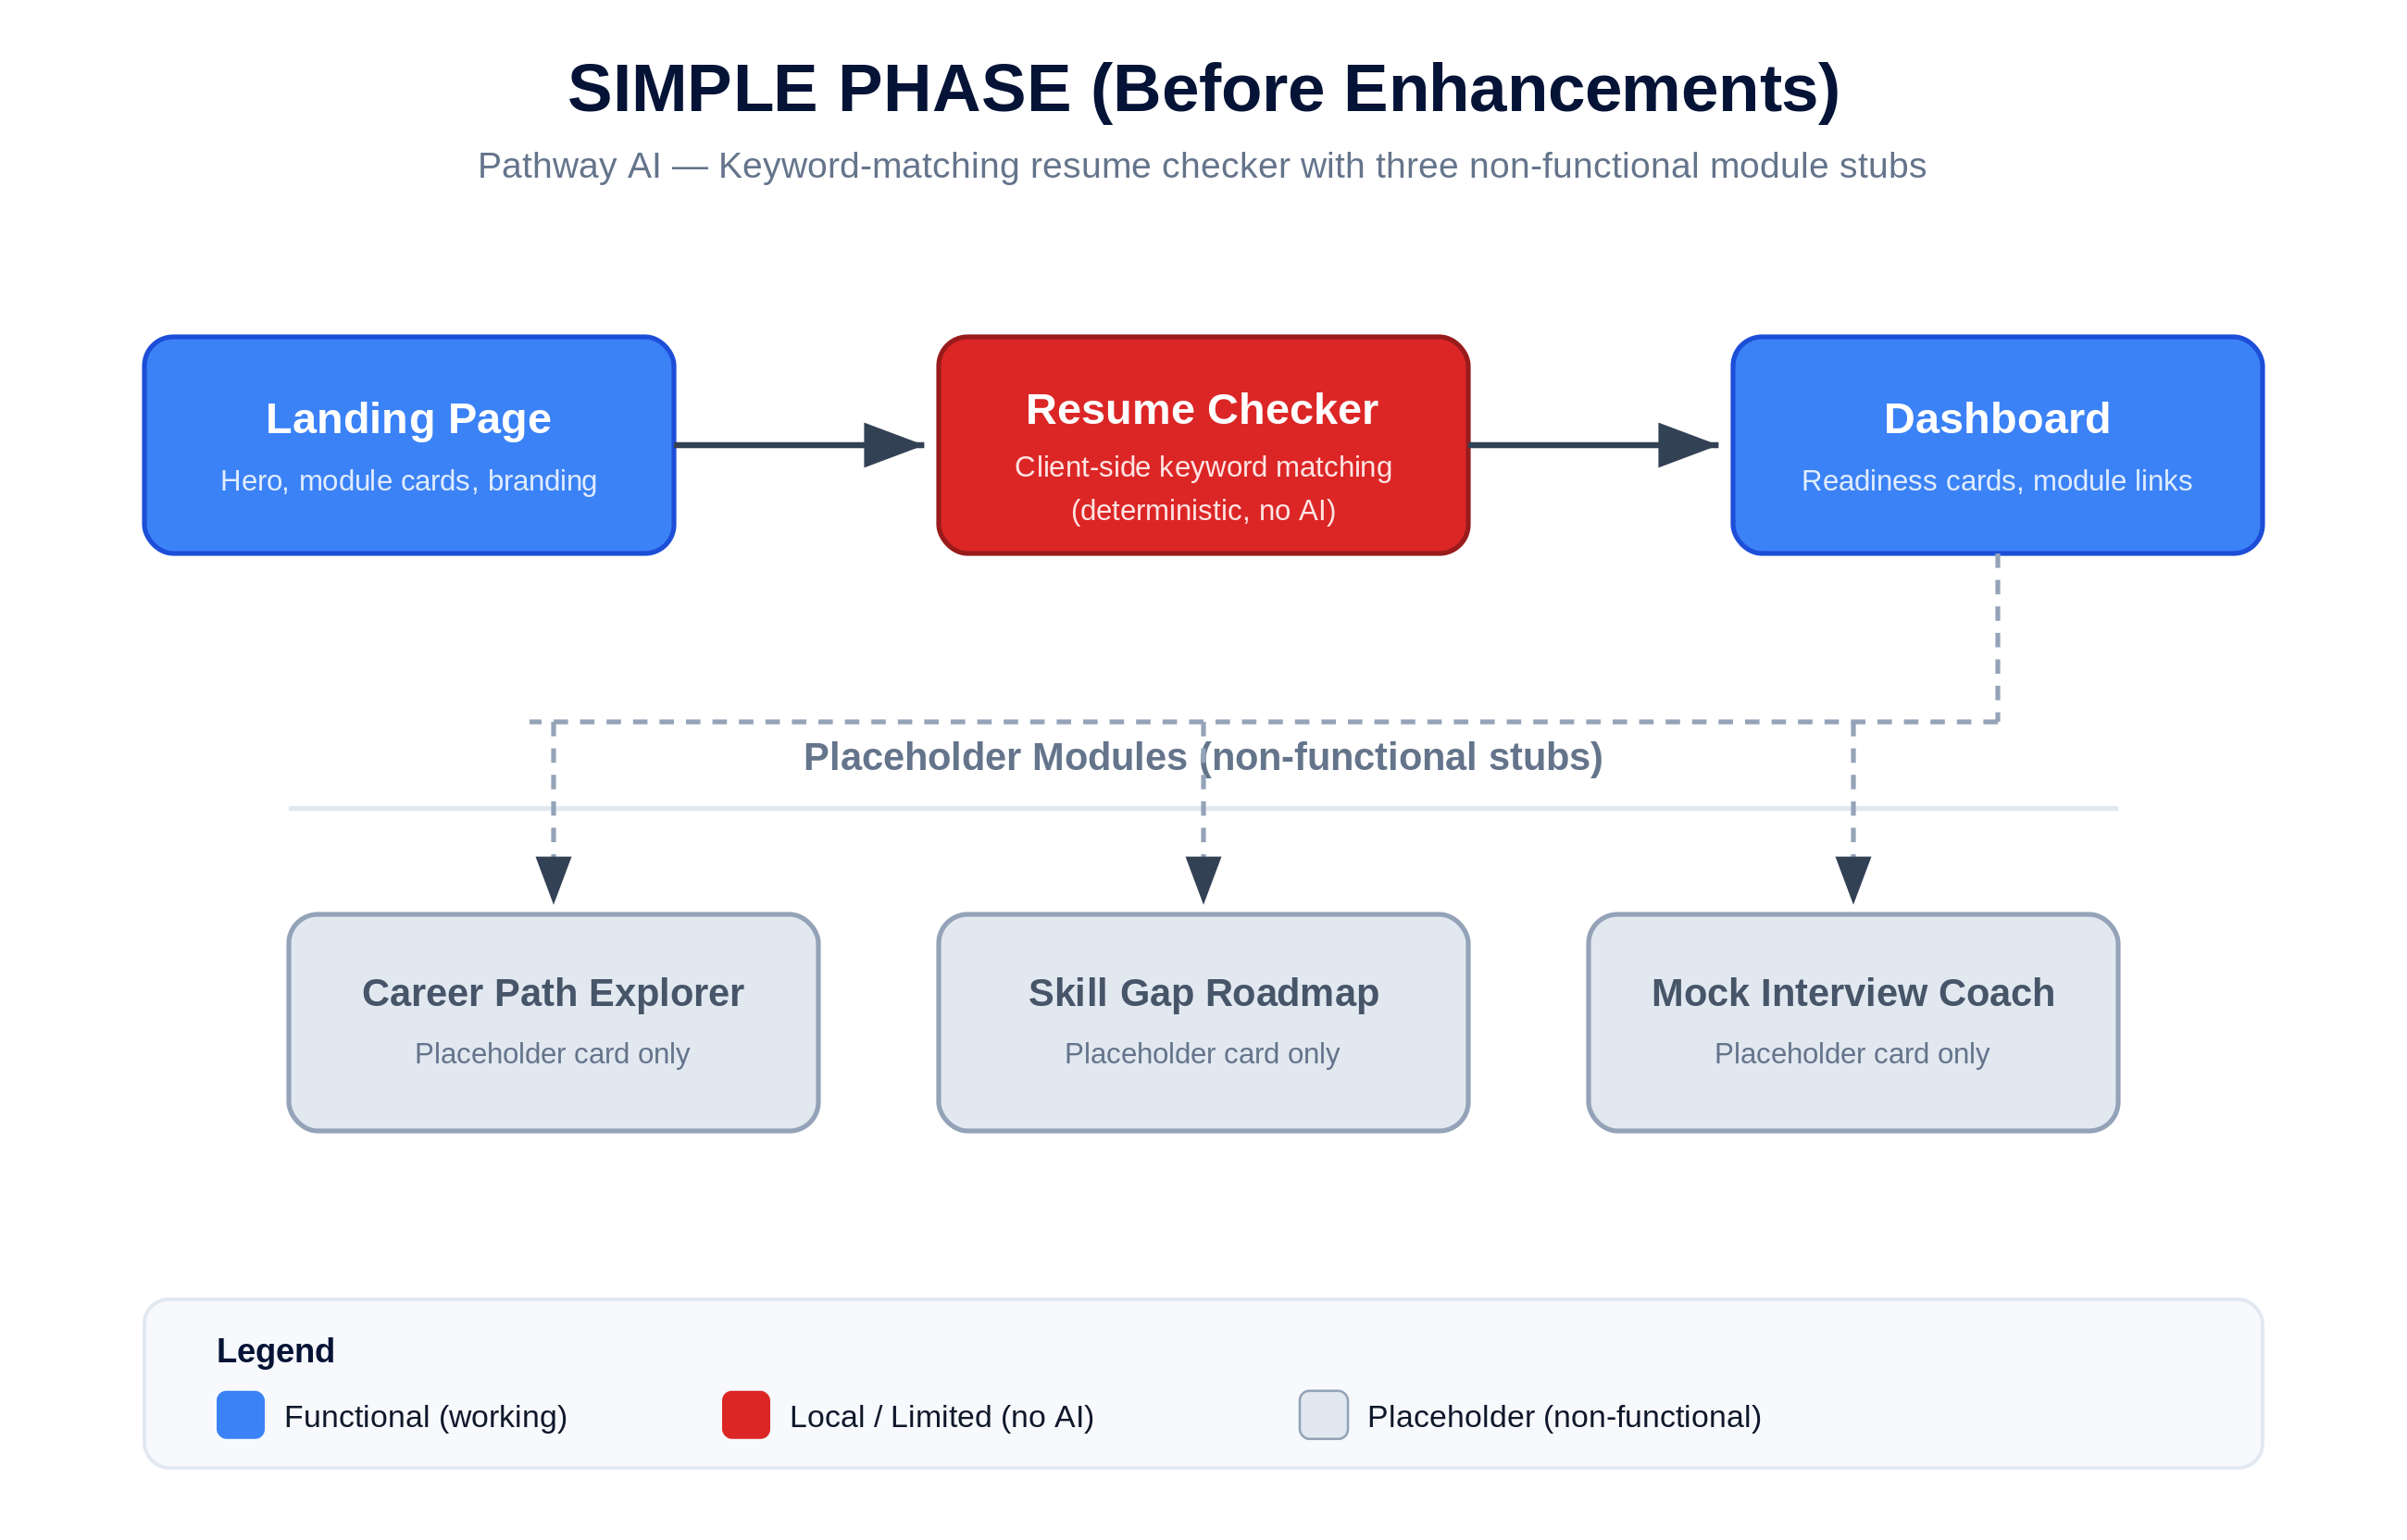 SIMPLE PHASE (Before Enhancements)
Pathway AI — Keyword-matching resume checker with three non-functional module stubs
Landing Page
Hero, module cards, branding
Resume Checker
Client-side keyword matching
(deterministic, no AI)
Dashboard
Readiness cards, module links
Placeholder Modules (non-functional stubs)
Career Path Explorer
Placeholder card only
Skill Gap Roadmap
Placeholder card only
Mock Interview Coach
Placeholder card only
Legend
Functional (working)
Local / Limited (no AI)
Placeholder (non-functional)